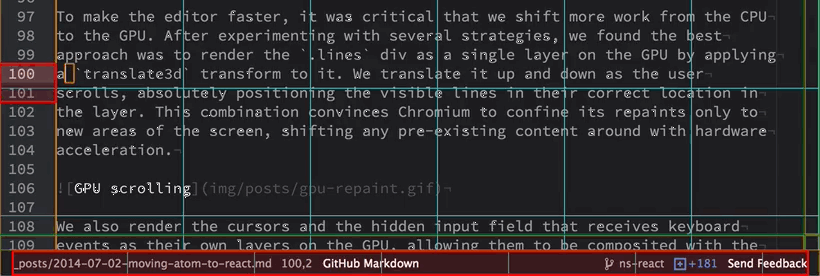 97 To make the editor faster, it was critical that we shift more work from the CPU¬
98 to the GPU. After experimenting with several strategies, we found the best¬
99 approach was to render the `.lines` div as a single layer on the GPU by applying¬
100 a `translate3d` transform to it. We translate it up and down as the user¬
101 scrolls, absolutely positioning the visible lines in their correct location in¬
102 the layer. This combination convinces Chromium to confine its repaints only to¬
103 new areas of the screen, shifting any pre-existing content around with hardware¬
104 acceleration.¬
105 ¬
106 ![GPU scrolling](img/posts/gpu-repaint.gif)¬
107 ¬
108 We also render the cursors and the hidden input field that receives keyboard¬
109 events as their own layers on the GPU, allowing them to be composited with the¬
_posts/2014-07-02-moving-atom-to-react.md 100,2 GitHub Markdown ns-react +181 Send Feedback